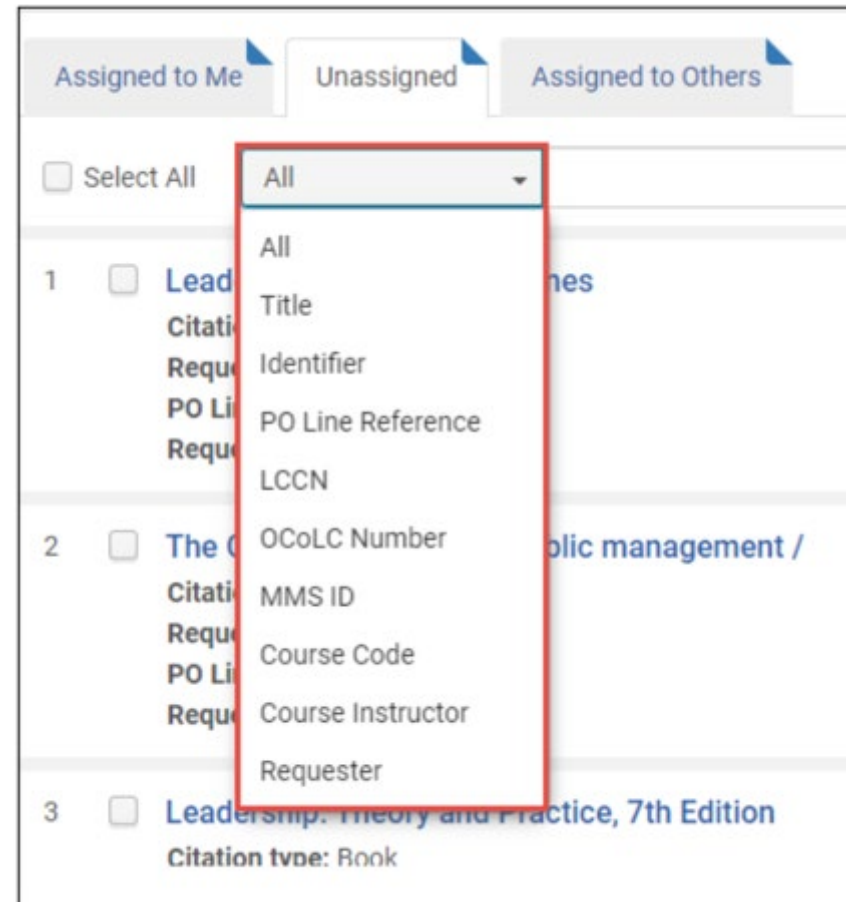 Assigned to Me Unassigned Assigned to Others
Select All All
All
1 Lead nes
Title
Citati
Identifier
Requ
PO Li
PO Line Reference
Requ
LCCN
OCoLC Number
2 The blic management /
Citati
MMS ID
Requ
Course Code
PO Li
Course Instructor
Requ
Requester
3 Leadership: Theory and Practice, 7th Edition
Citation type: Book